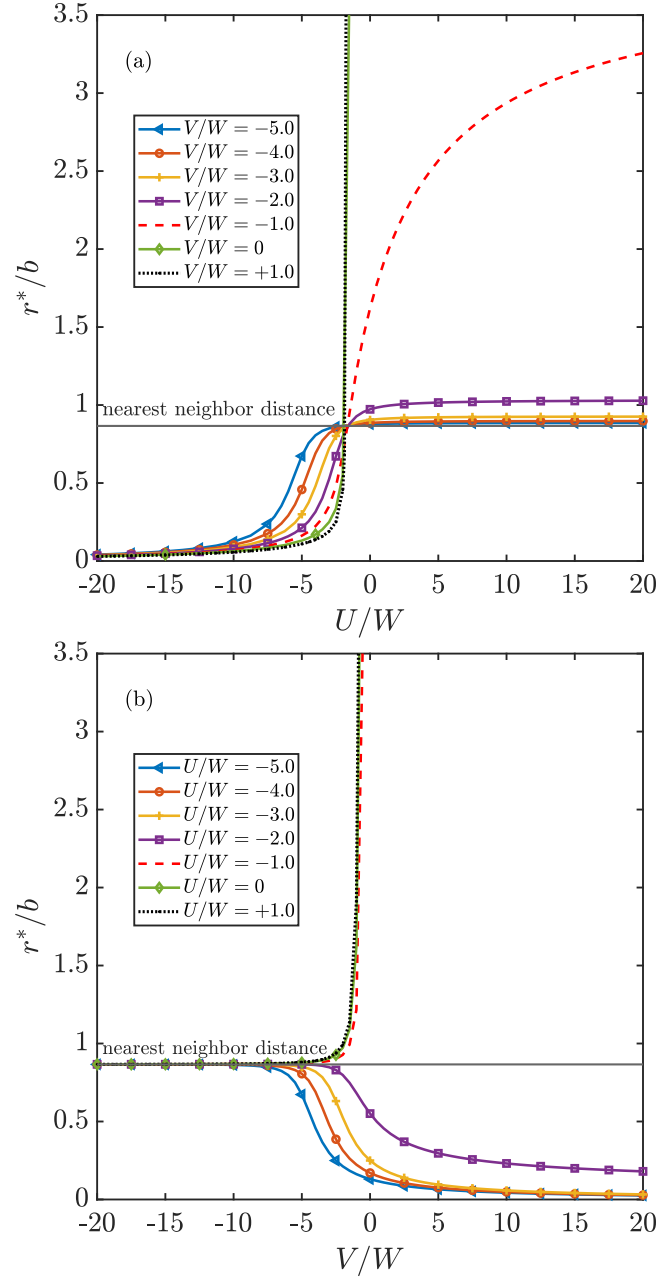 3.5
(a)
3
V/W = −5.0
V/W = −4.0
V/W = −3.0
V/W = −2.0
V/W = −1.0
V/W = 0
V/W = +1.0
2.5
2
r*/b
1.5
1
nearest neighbor distance
0.5
0
-20 -15 -10 -5 0 5 10 15 20
U/W
3.5
(b)
3
U/W = −5.0
U/W = −4.0
U/W = −3.0
U/W = −2.0
U/W = −1.0
U/W = 0
U/W = +1.0
2.5
2
r*/b
1.5
1
nearest neighbor distance
0.5
0
-20 -15 -10 -5 0 5 10 15 20
V/W